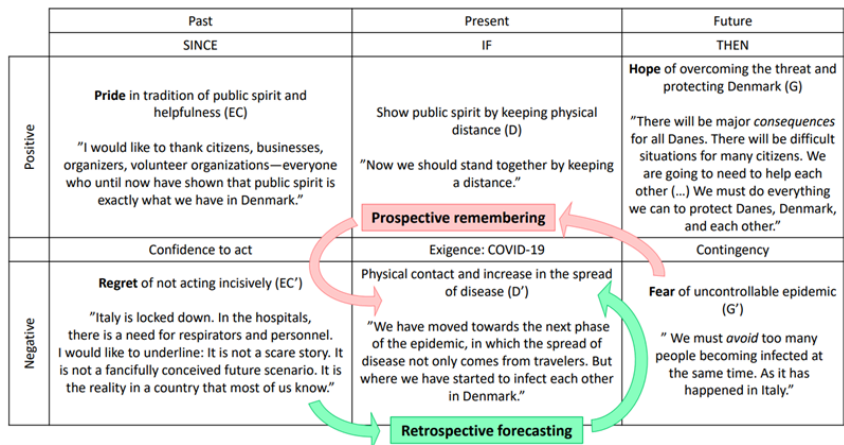 Past
Present
Future
SINCE
IF
THEN
Positive
Pride in tradition of public spirit and
helpfulness (EC)
”I would like to thank citizens, businesses,
organizers, volunteer organizations—everyone
who until now have shown that public spirit is
exactly what we have in Denmark.”
Show public spirit by keeping physical
distance (D)
”Now we should stand together by keeping
a distance.”
Hope of overcoming the threat and
protecting Denmark (G)
”There will be major consequences
for all Danes. There will be difficult
situations for many citizens. We
are going to need to help each
other (...) We must do everything
we can to protect Danes, Denmark,
and each other.”
Prospective remembering
Confidence to act
Exigence: COVID-19
Contingency
Negative
Regret of not acting incisively (EC’)
”Italy is locked down. In the hospitals,
there is a need for respirators and personnel.
I would like to underline: It is not a scare story. It
is not a fancifully conceived future scenario. It is
the reality in a country that most of us know.”
Physical contact and increase in the spread
of disease (D’)
”We have moved towards the next phase
of the epidemic, in which the spread of
disease not only comes from travelers. But
where we have started to infect each other
in Denmark.”
Fear of uncontrollable epidemic
(G’)
” We must avoid too many
people becoming infected at
the same time. As it has
happened in Italy.”
Retrospective forecasting